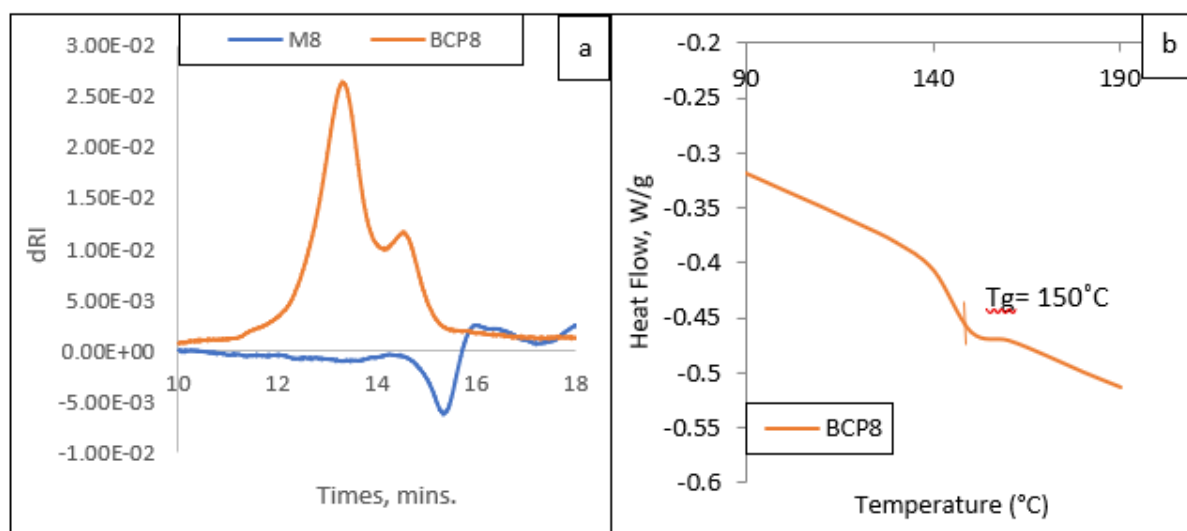 M8 BCP8
a
3.00E-02
2.50E-02
2.00E-02
1.50E-02
1.00E-02
5.00E-03
0.00E+00
-5.00E-03
-1.00E-02
10 12 14 16 18
dRI
Times, mins.
b
-0.2
-0.25
-0.3
-0.35
-0.4
-0.45
-0.5
-0.55
-0.6
90 140 190
Heat Flow, W/g
Tg= 150°C
BCP8
Temperature (°C)